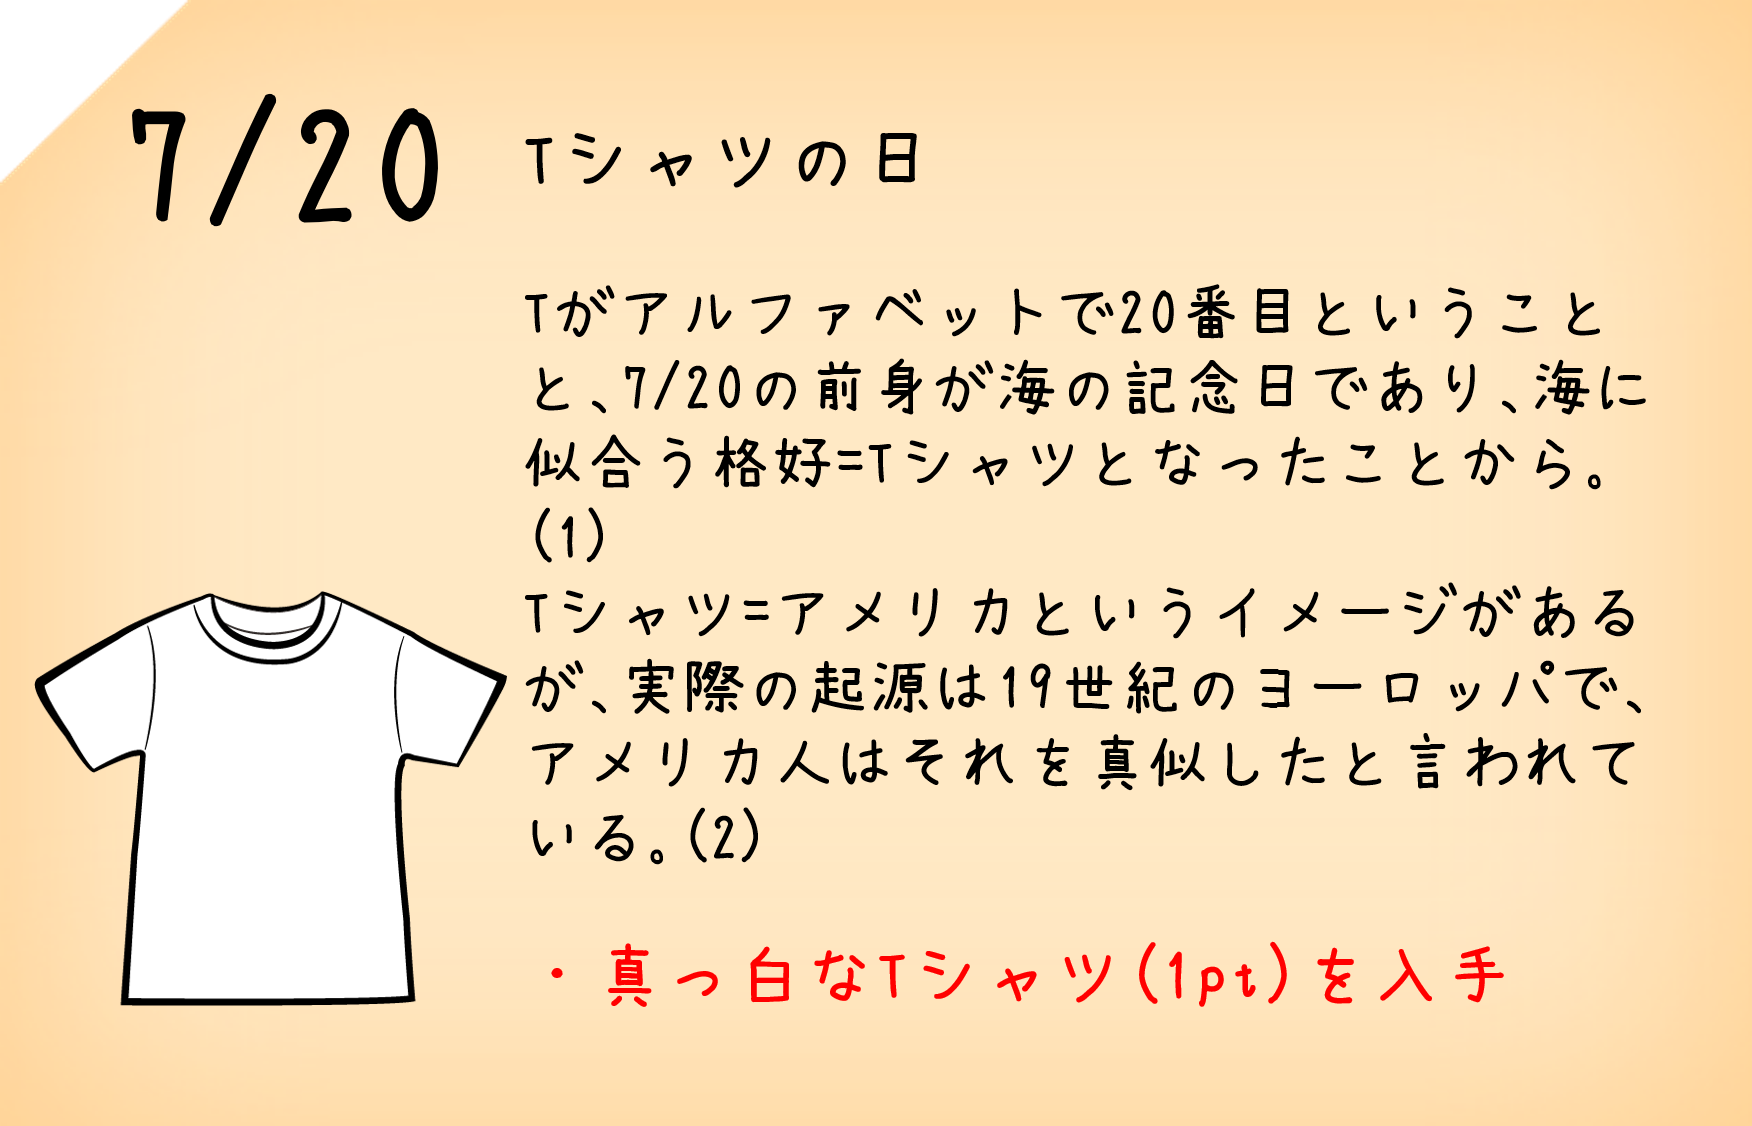 7/20 Tシャツの日
Tがアルファベットで20番目ということ
と、7/20の前身が海の記念日であり、海に
似合う格好=Tシャツとなったことから。
(1)
Tシャツ=アメリカというイメージがある
が、実際の起源は19世紀のヨーロッパで、
アメリカ人はそれを真似したと言われて
いる。(2)
・真っ白なTシャツ(1pt)を入手